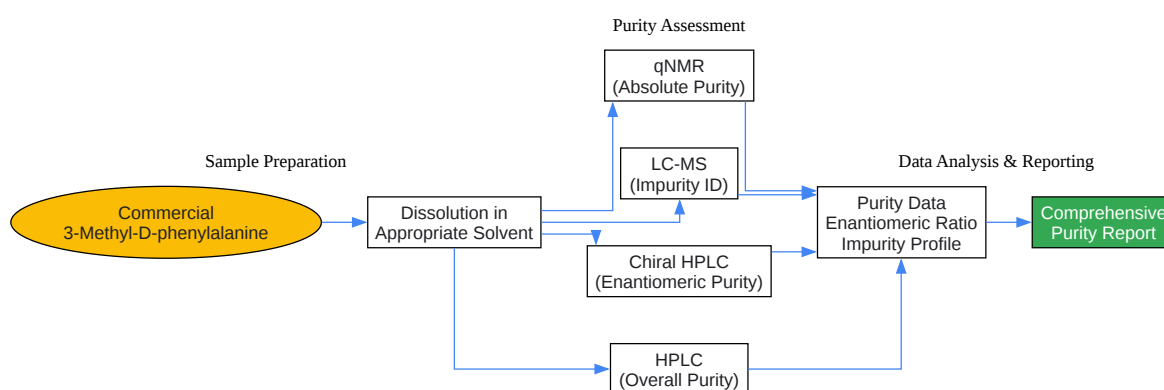 Purity Assessment
qNMR
(Absolute Purity)
Sample Preparation
LC-MS
(Impurity ID)
Data Analysis & Reporting
Commercial
3-Methyl-D-phenylalanine
Dissolution in
Appropriate Solvent
Purity Data
Enantiomeric Ratio
Impurity Profile
Comprehensive
Purity Report
Chiral HPLC
(Enantiomeric Purity)
HPLC
(Overall Purity)